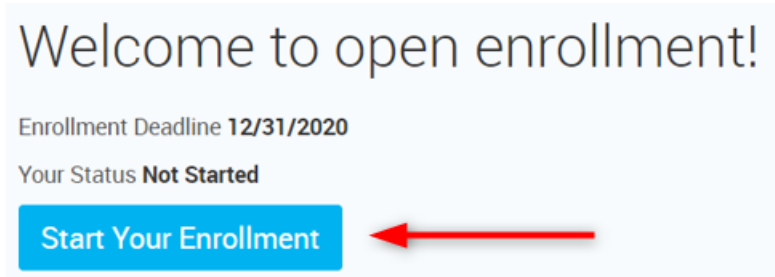 Welcome to open enrollment!
Enrollment Deadline 12/31/2020
Your Status Not Started
Start Your Enrollment